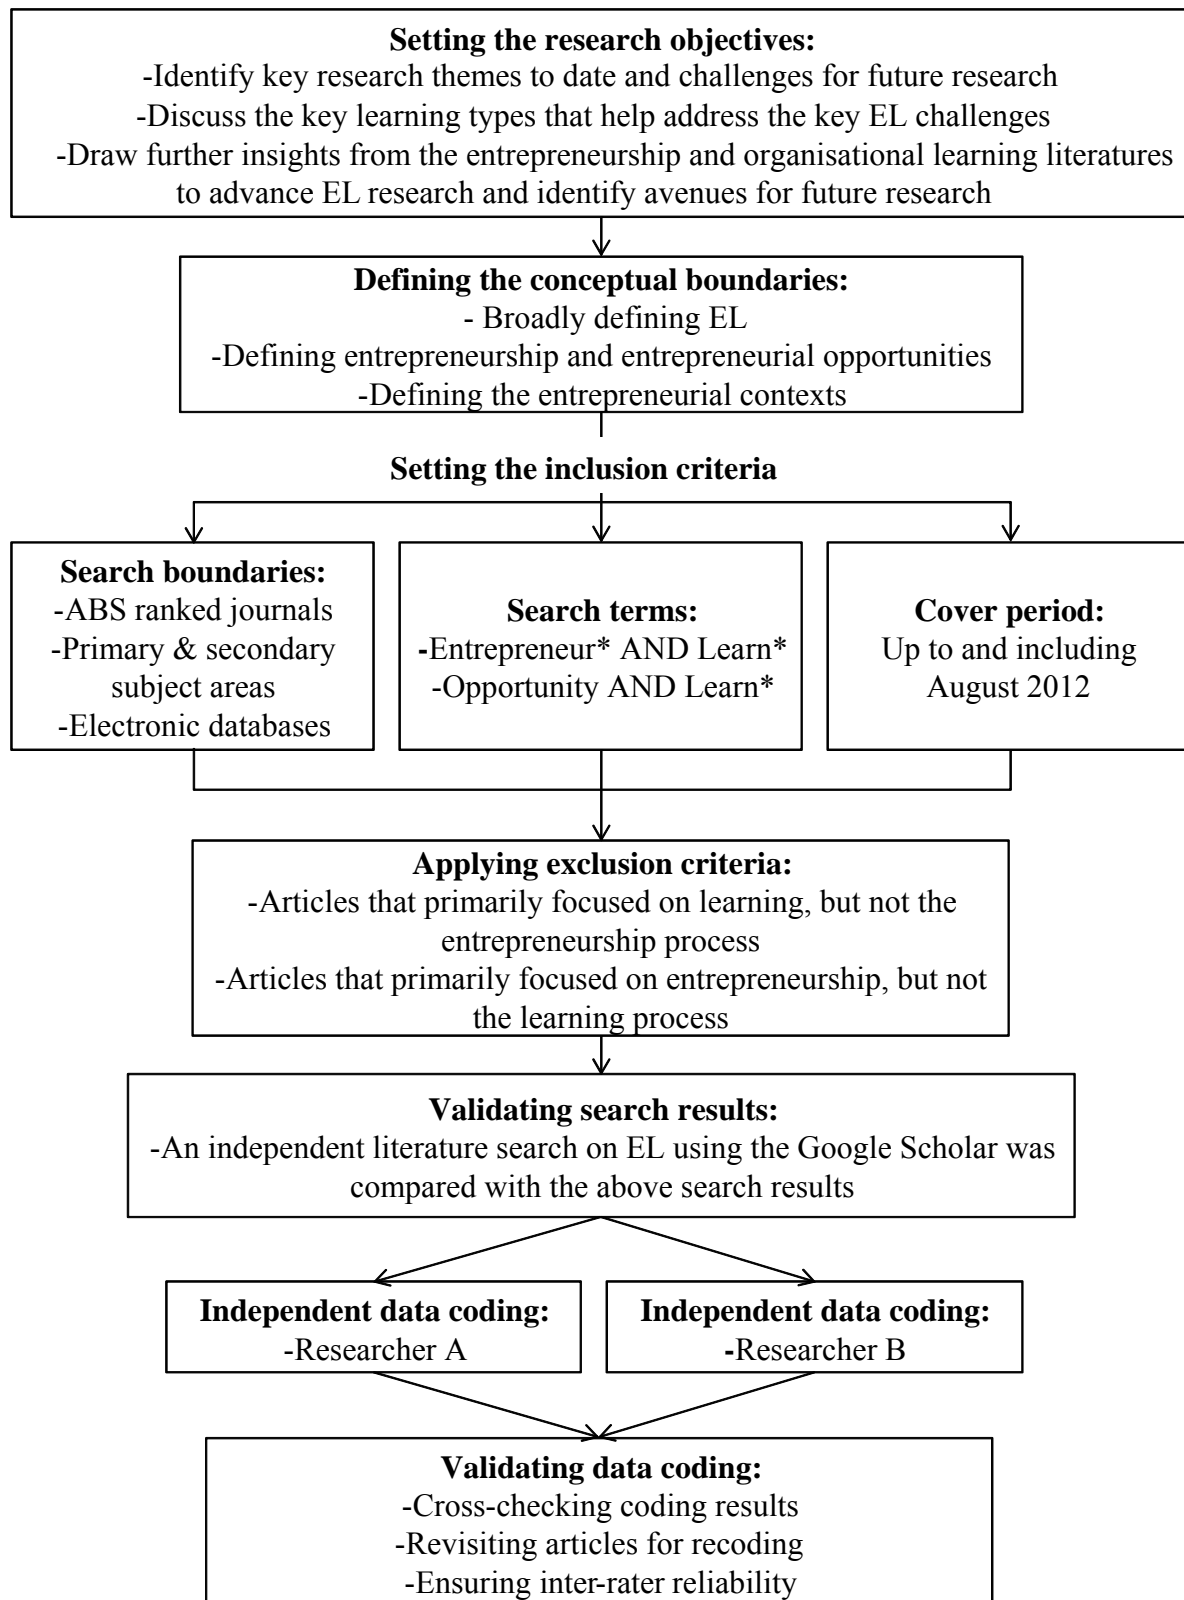 Setting the research objectives:
-Identify key research themes to date and challenges for future research
-Discuss the key learning types that help address the key EL challenges
-Draw further insights from the entrepreneurship and organisational learning literatures
to advance EL research and identify avenues for future research
Defining the conceptual boundaries:
- Broadly defining EL
-Defining entrepreneurship and entrepreneurial opportunities
-Defining the entrepreneurial contexts
Setting the inclusion criteria
Search boundaries:
-ABS ranked journals
-Primary & secondary
subject areas
-Electronic databases
Search terms:
-Entrepreneur* AND Learn*
-Opportunity AND Learn*
Cover period:
Up to and including
August 2012
Applying exclusion criteria:
-Articles that primarily focused on learning, but not the
entrepreneurship process
-Articles that primarily focused on entrepreneurship, but not
the learning process
Validating search results:
-An independent literature search on EL using the Google Scholar was
compared with the above search results
Independent data coding:
-Researcher A
Independent data coding:
-Researcher B
Validating data coding:
-Cross-checking coding results
-Revisiting articles for recoding
-Ensuring inter-rater reliability